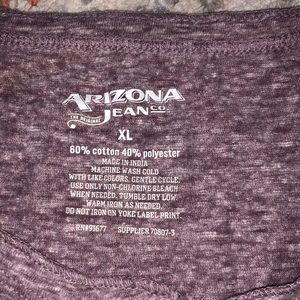 ARIZONA
THE ORIGINAL JEAN CO.
XL
60% cotton 40% polyester
MADE IN INDIA
MACHINE WASH COLD
WITH LIKE COLORS, GENTLE CYCLE.
USE ONLY NON-CHLORINE BLEACH
WHEN NEEDED, TUMBLE DRY LOW.
WARM IRON AS NEEDED.
DO NOT IRON ON YOKE LABEL PRINT.
RN#93677 SUPPLIER 70807-3